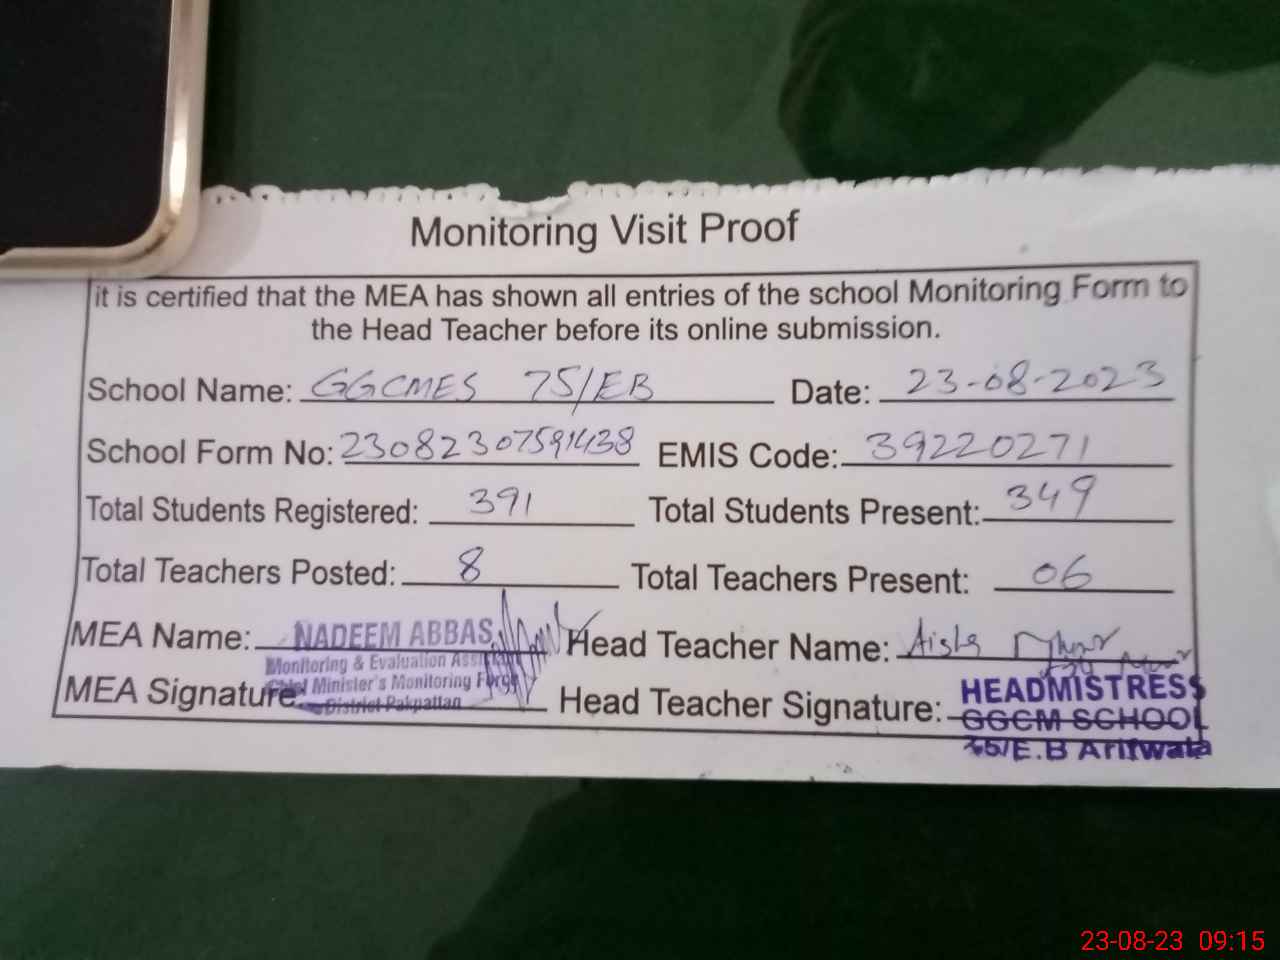 Monitoring Visit Proof
it is certified that the MEA has shown all entries of the school Monitoring Form to
the Head Teacher before its online submission.
School Name: GGCMES 75/EB Date: 23-08-2023
School Form No: 23082307591438 EMIS Code: 39220271
Total Students Registered: 391 Total Students Present: 349
Total Teachers Posted: 8 Total Teachers Present: 06
MEA Name: NADEEM ABBAS Head Teacher Name: Aisha
Monitoring & Evaluation Assistant
Chief Minister's Monitoring Force
District Pakpattan
MEA Signature: Head Teacher Signature:
HEADMISTRESS
GGCM SCHOOL
75/E.B Arifwala
23-08-23 09:15